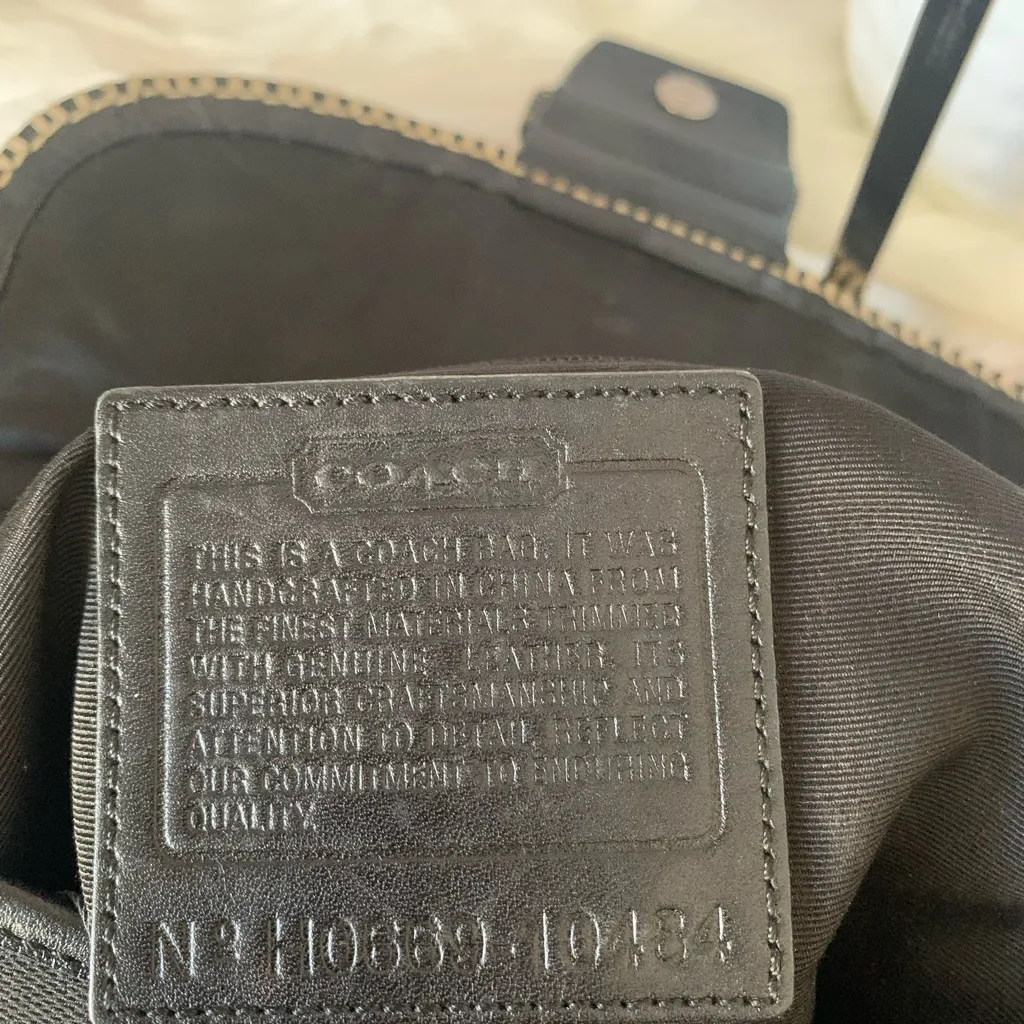 COACH
THIS IS A COACH BAG. IT WAS
HANDCRAFTED IN CHINA FROM
THE FINEST MATERIALS TRIMMED
WITH GENUINE LEATHER. ITS
SUPERIOR CRAFTSMANSHIP AND
ATTENTION TO DETAIL REFLECT
OUR COMMITMENT TO ENDURING
QUALITY.
Nº H0669-10484